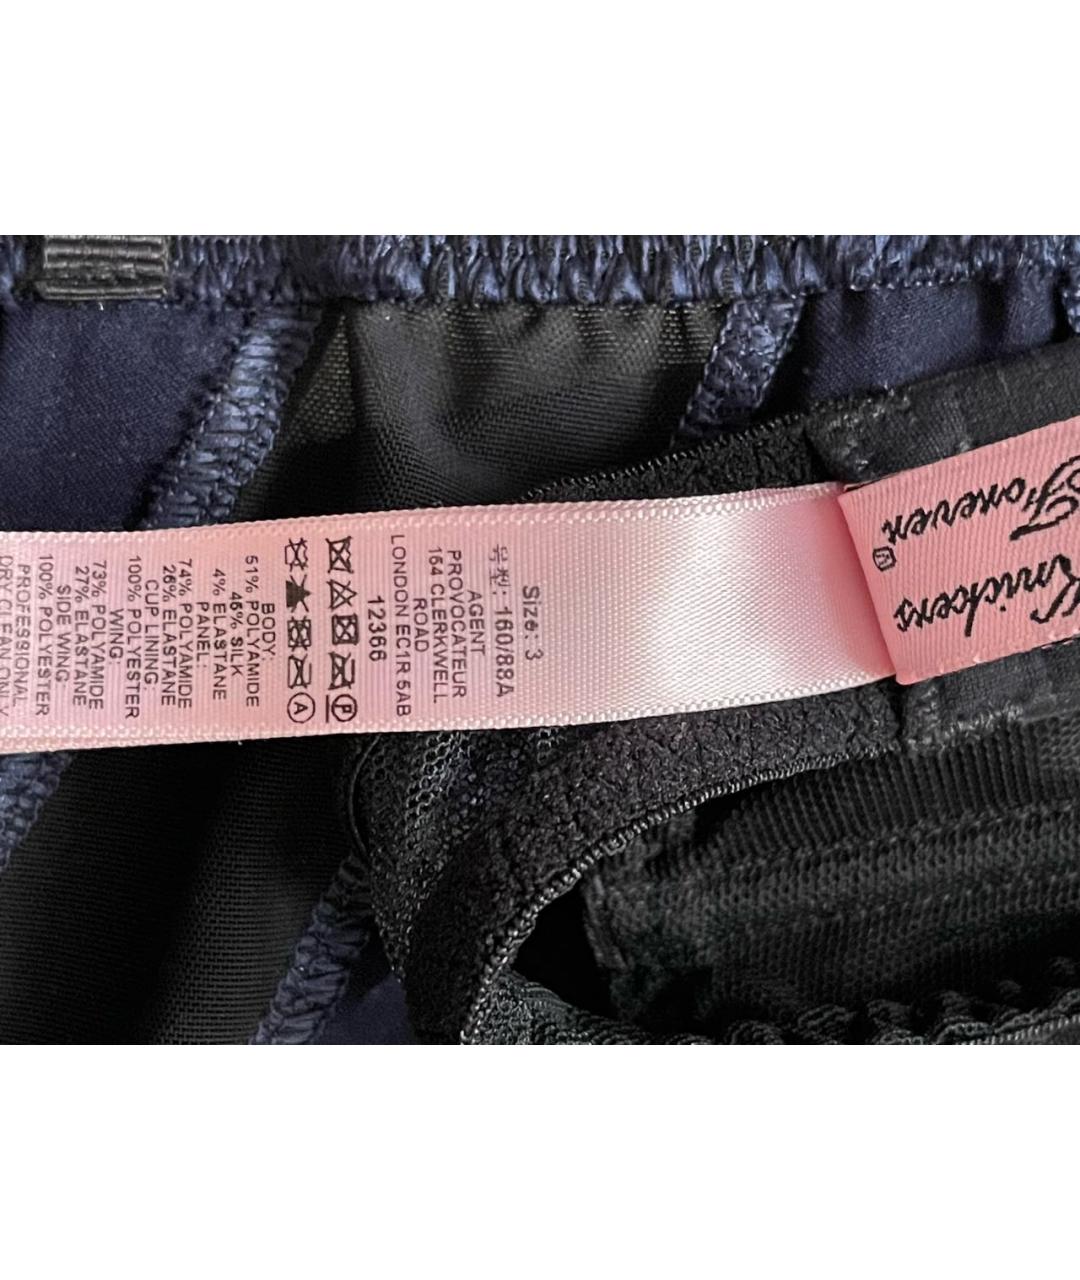 Knickers
Forever
Size: 3
号型: 160/88A
AGENT
PROVOCATEUR
154 CLERKWELL
ROAD
LONDON EC1R 5AB
12366
P
A
BODY:
51% POLYAMIDE
45% SILK
4% ELASTANE
PANEL:
74% POLYAMIDE
26% ELASTANE
CUP LINING:
100% POLYESTER
WING:
73% POLYAMIDE
27% ELASTANE
SIDE WING:
100% POLYESTER
PROFESSIONAL
DRY CLEAN ONLY